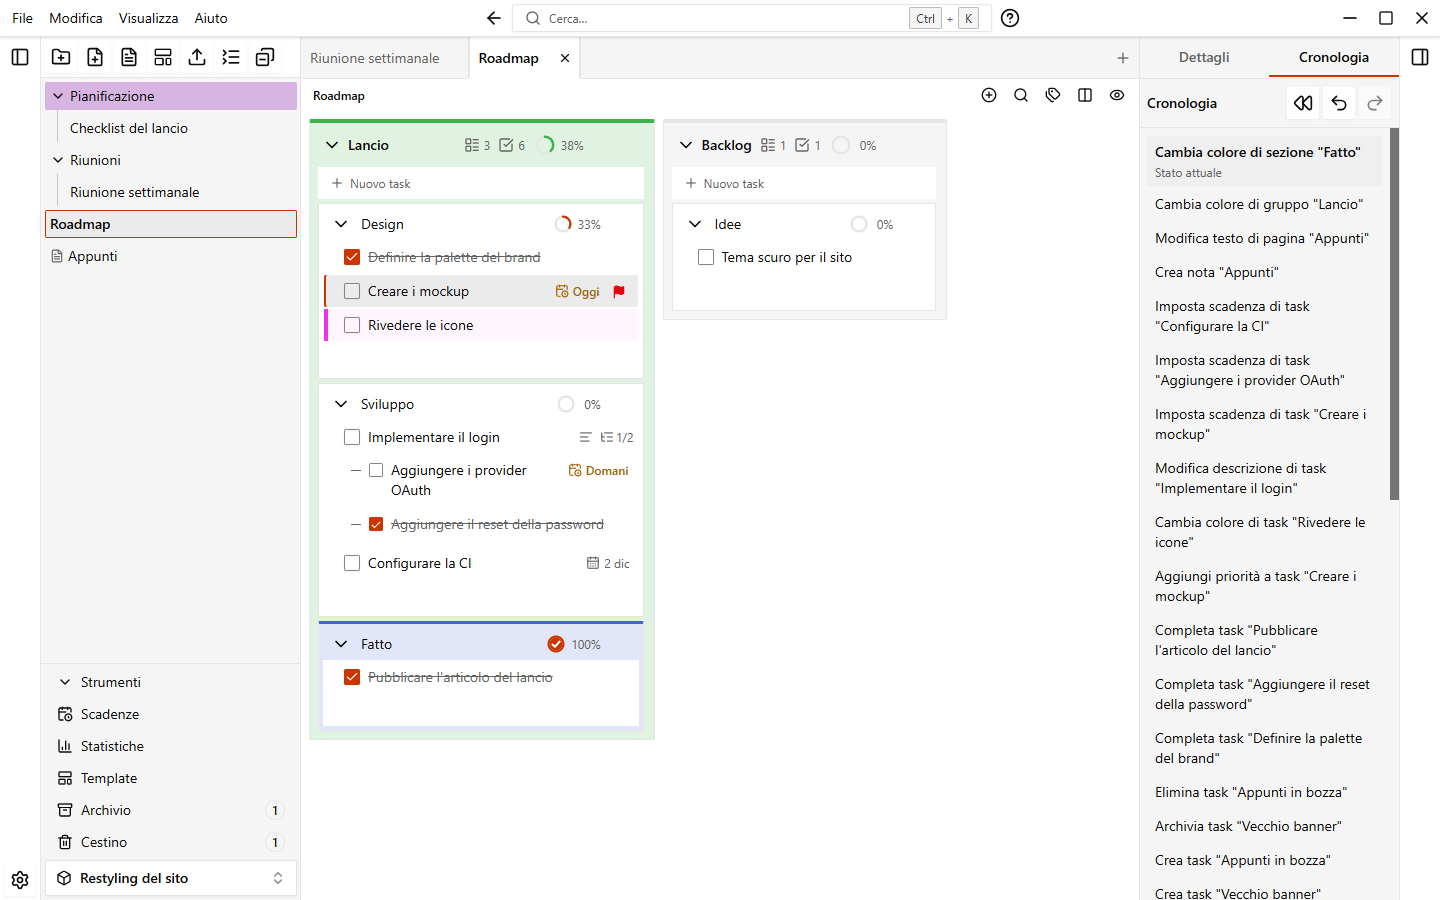 File Modifica Visualizza Aiuto
Cerca... Ctrl + K
Riunione settimanale
Roadmap
Dettagli
Cronologia
Pianificazione
Checklist del lancio
Riunioni
Riunione settimanale
Roadmap
Appunti
Strumenti
Scadenze
Statistiche
Template
Archivio 1
Cestino 1
Restyling del sito
Roadmap
Lancio 3 6 38%
Nuovo task
Design 33%
Definire la palette del brand
Creare i mockup Oggi
Rivedere le icone
Sviluppo 0%
Implementare il login 1/2
Aggiungere i provider Domani
OAuth
Aggiungere il reset della password
Configurare la CI 2 dic
Fatto 100%
Pubblicare l'articolo del lancio
Backlog 1 1 0%
Nuovo task
Idee 0%
Tema scuro per il sito
Cronologia
Cambia colore di sezione "Fatto"
Stato attuale
Cambia colore di gruppo "Lancio"
Modifica testo di pagina "Appunti"
Crea nota "Appunti"
Imposta scadenza di task
"Configurare la CI"
Imposta scadenza di task
"Aggiungere i provider OAuth"
Imposta scadenza di task "Creare i
mockup"
Modifica descrizione di task
"Implementare il login"
Cambia colore di task "Rivedere le
icone"
Aggiungi priorità a task "Creare i
mockup"
Completa task "Pubblicare
l'articolo del lancio"
Completa task "Aggiungere il reset
della password"
Completa task "Definire la palette
del brand"
Elimina task "Appunti in bozza"
Archivia task "Vecchio banner"
Crea task "Appunti in bozza"
Crea task "Vecchio banner"